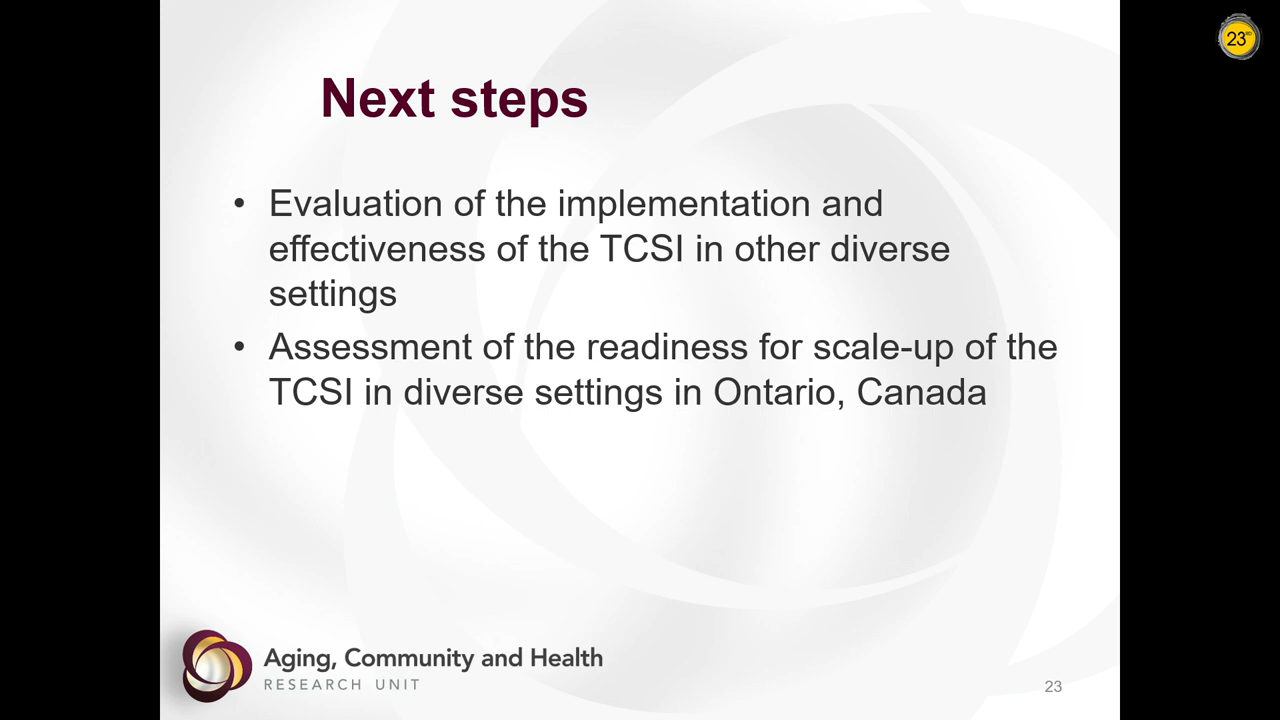 23RD
Next steps
• Evaluation of the implementation and
effectiveness of the TCSI in other diverse
settings
• Assessment of the readiness for scale-up of the
TCSI in diverse settings in Ontario, Canada
Aging, Community and Health
RESEARCH UNIT
23